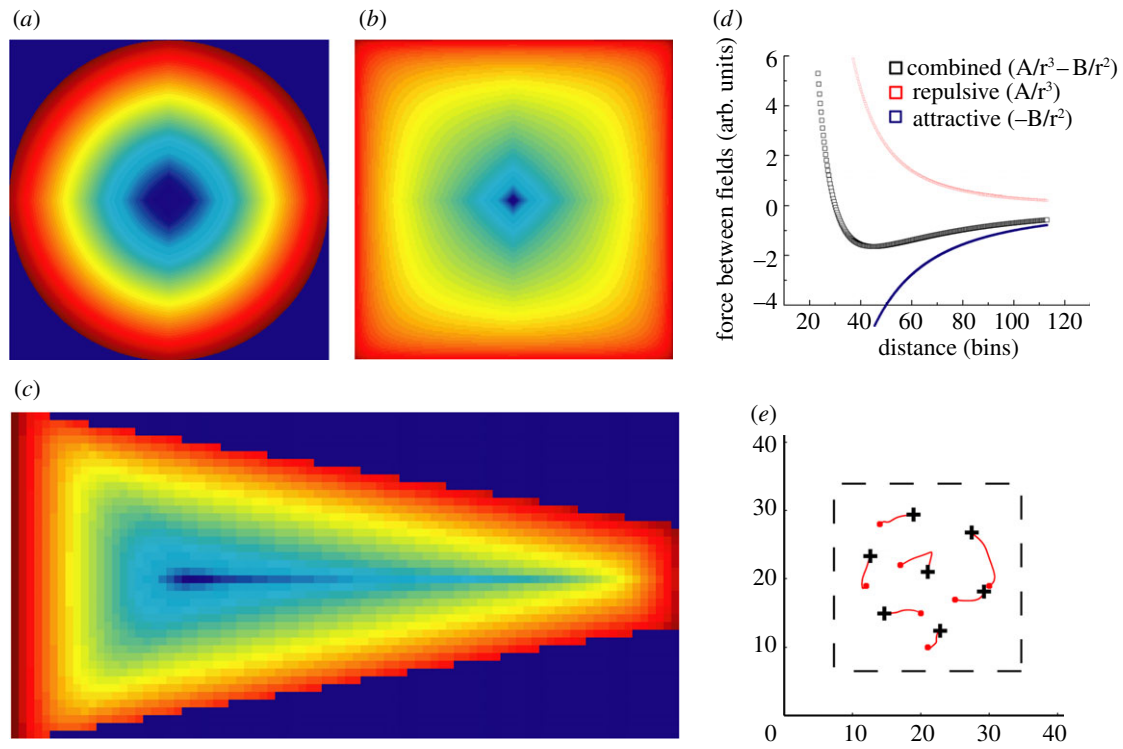 (a)
(b)
(c)
(d)
force between fields (arb. units)
6
4
2
0
–2
–4
combined (A/r³ – B/r²)
repulsive (A/r³)
attractive (–B/r²)
20 40 60 80 100 120
distance (bins)
(e)
40
30
20
10
0 10 20 30 40